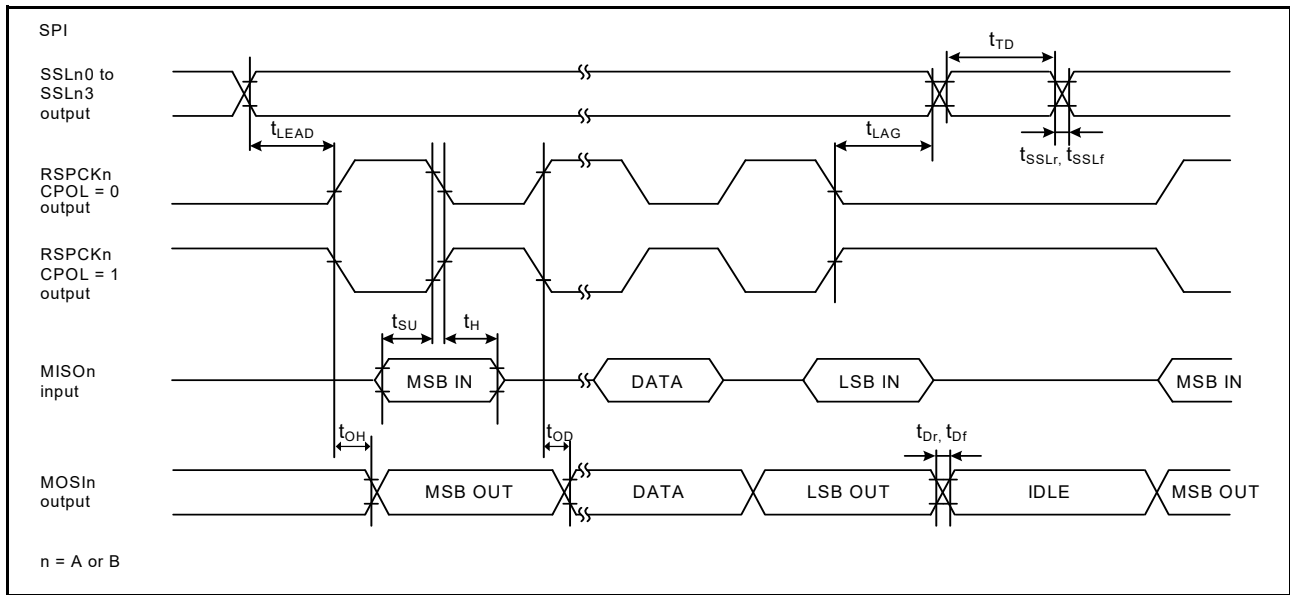 SPI
SSLn0 to
SSLn3
output
tTD
tLEAD
tLAG
tSSLr, tSSLf
RSPCKn
CPOL = 0
output
RSPCKn
CPOL = 1
output
tSU
tH
MISOn
input
MSB IN
DATA
LSB IN
MSB IN
tOH
tOD
tDr, tDf
MOSIn
output
MSB OUT
DATA
LSB OUT
IDLE
MSB OUT
n = A or B